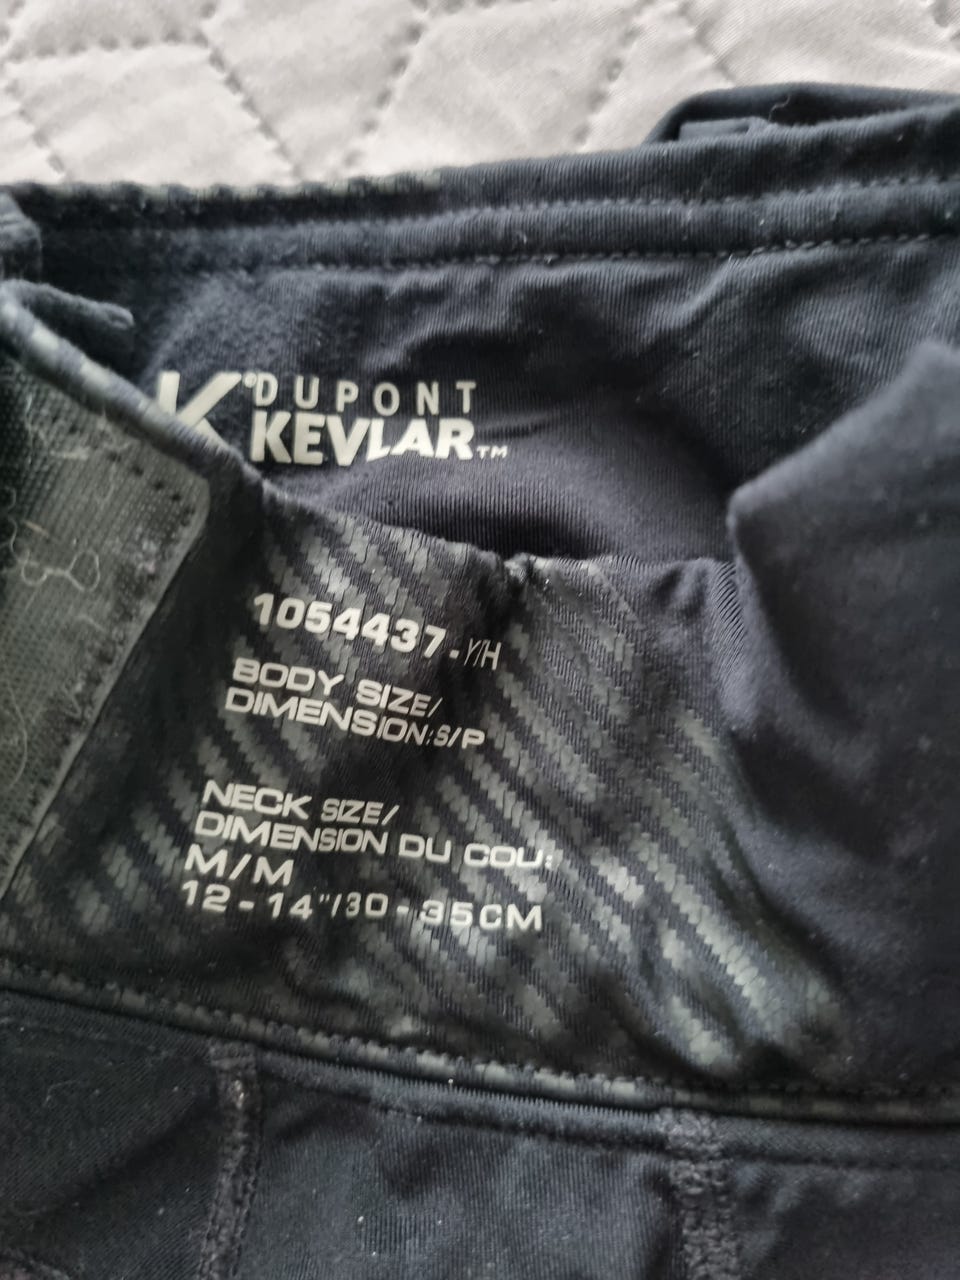 K DUPONT
KEVLAR™
1054437-Y/H
BODY SIZE/
DIMENSION:S/P
NECK SIZE/
DIMENSION DU COU:
M/M
12-14"/30-35CM